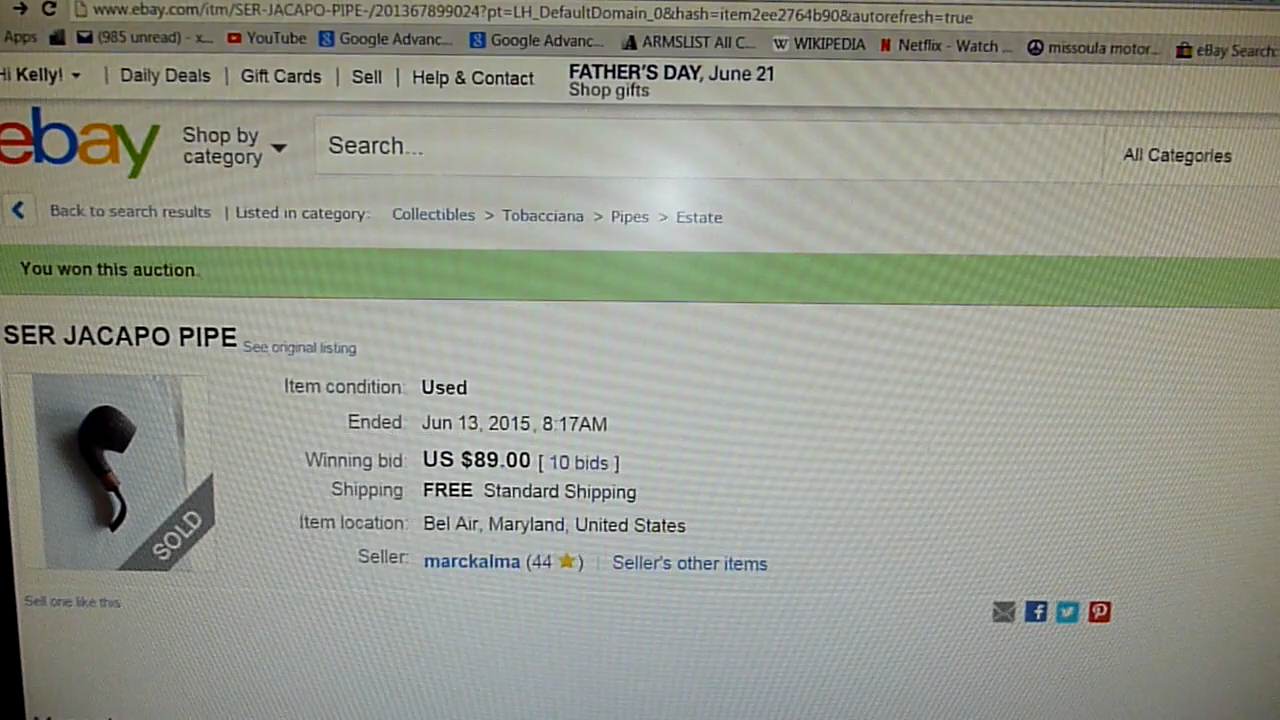 www.ebay.com/itm/SER-JACAPO-PIPE-/201367899024?pt=LH_DefaultDomain_0&hash=item2ee2764b90&autorefresh=true
Apps (985 unread) - x... YouTube Google Advanc... Google Advanc... ARMSLIST All C... W WIKIPEDIA N Netflix - Watch ... missoula motor... eBay Search:
Hi Kelly! | Daily Deals | Gift Cards | Sell | Help & Contact FATHER'S DAY, June 21
Shop gifts
ebay Shop by category Search... All Categories
Back to search results | Listed in category: Collectibles > Tobacciana > Pipes > Estate
You won this auction.
SER JACAPO PIPE See original listing
Item condition: Used
Ended: Jun 13, 2015, 8:17AM
Winning bid: US $89.00 [ 10 bids ]
Shipping: FREE Standard Shipping
Item location: Bel Air, Maryland, United States
Seller: marckalma (44 ) | Seller's other items
SOLD
Sell one like this